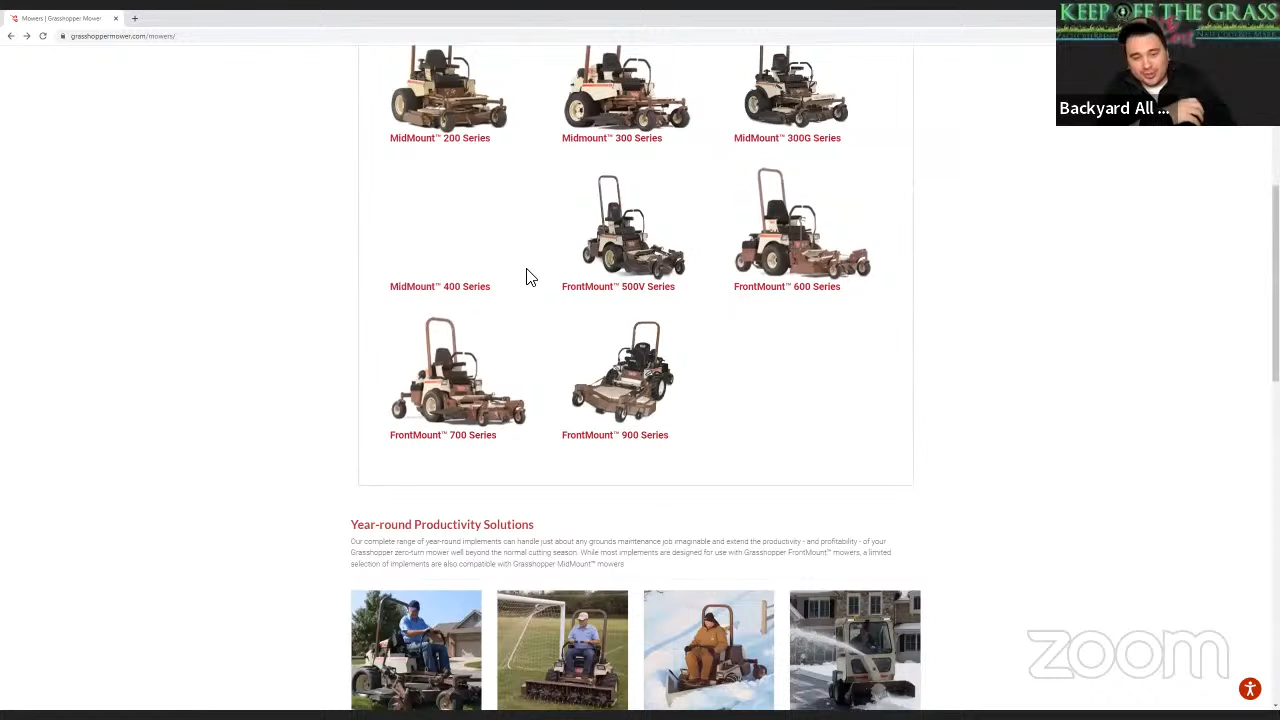 Mowers | Grasshopper Mower
grasshoppermower.com/mowers/
KEEP OFF THE GRASS
Backyard All ...
MidMount™ 200 Series
Midmount™ 300 Series
MidMount™ 300G Series
MidMount™ 400 Series
FrontMount™ 500V Series
FrontMount™ 600 Series
FrontMount™ 700 Series
FrontMount™ 900 Series
Year-round Productivity Solutions
Our complete range of year-round implements can handle just about any grounds maintenance job imaginable and extend the productivity - and profitability - of your
Grasshopper zero-turn mower well beyond the normal cutting season. While most implements are designed for use with Grasshopper FrontMount™ mowers, a limited
selection of implements are also compatible with Grasshopper MidMount™ mowers
zoom